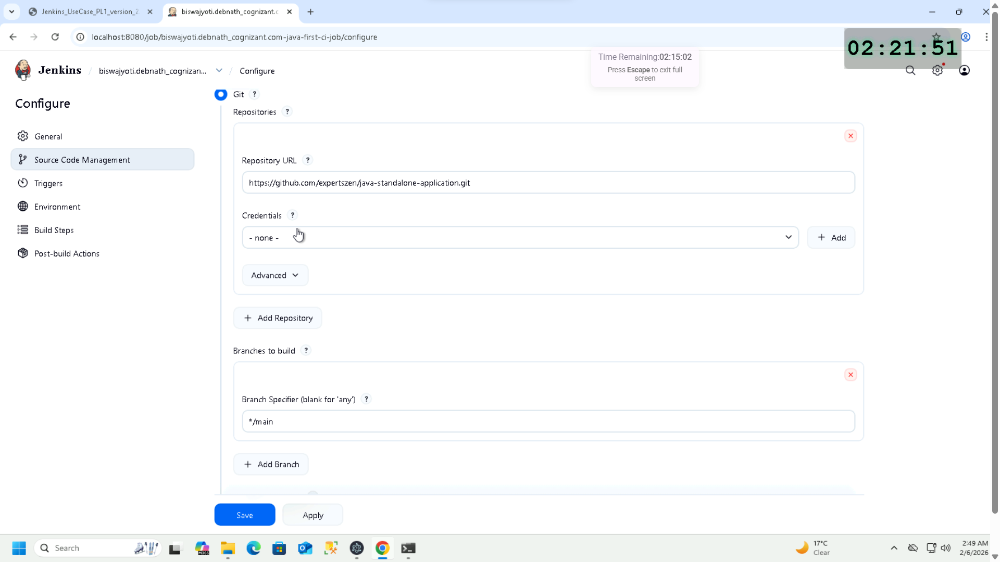 Jenkins_UseCase_PL1_version_2
biswajyoti.debnath_cognizant.c
localhost:8080/job/biswajyoti.debnath_cognizant.com-java-first-ci-job/configure
02:21:51
Time Remaining:02:15:02
Press Escape to exit full
screen
Jenkins / biswajyoti.debnath_cognizan... / Configure
Configure
General
Source Code Management
Triggers
Environment
Build Steps
Post-build Actions
Git ?
Repositories ?
Repository URL ?
https://github.com/expertszen/java-standalone-application.git
Credentials ?
- none -
+ Add
Advanced
+ Add Repository
Branches to build ?
Branch Specifier (blank for 'any') ?
*/main
+ Add Branch
Save
Apply
Search
M365
17°C
Clear
2:49 AM
2/6/2026